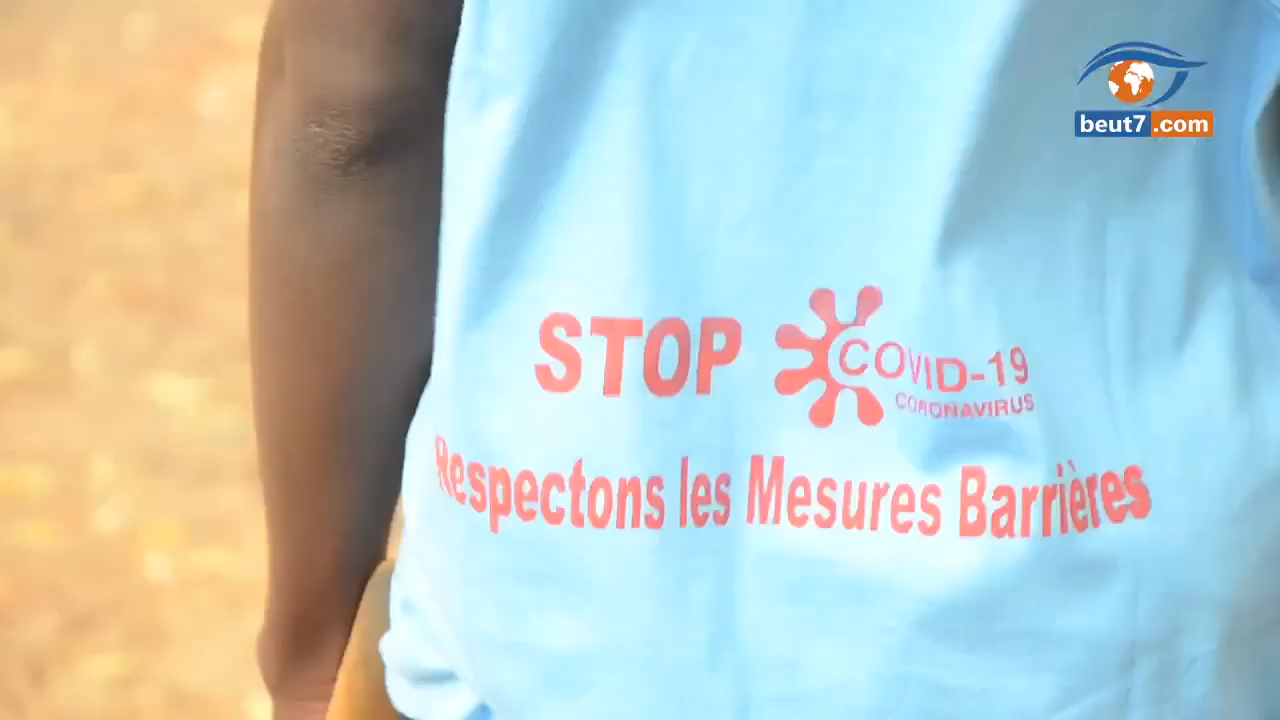 beut7.com
STOP COVID-19
CORONAVIRUS
Respectons les Mesures Barrières